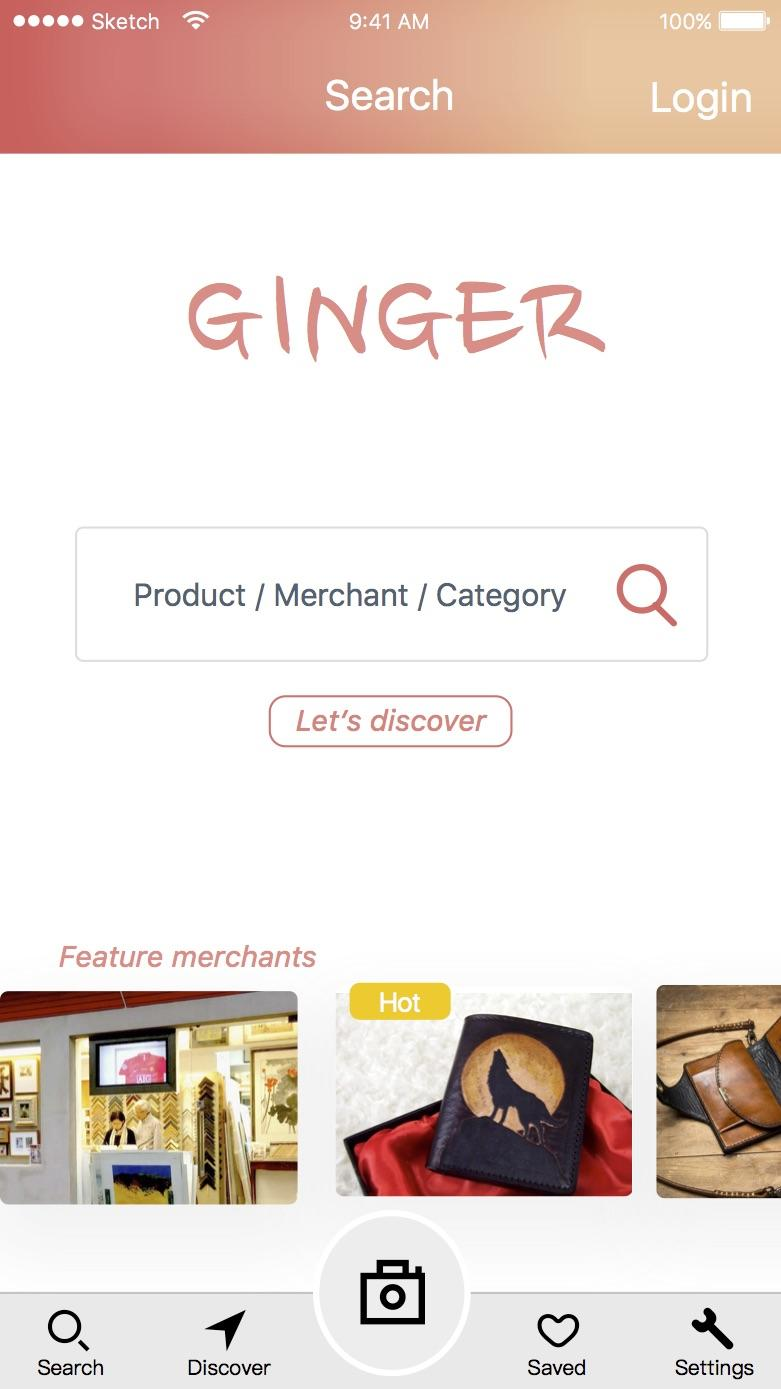 Sketch 9:41 AM 100%
Search Login
GINGER
Product / Merchant / Category
Let’s discover
Feature merchants
Hot
AIG
Search Discover Saved Settings